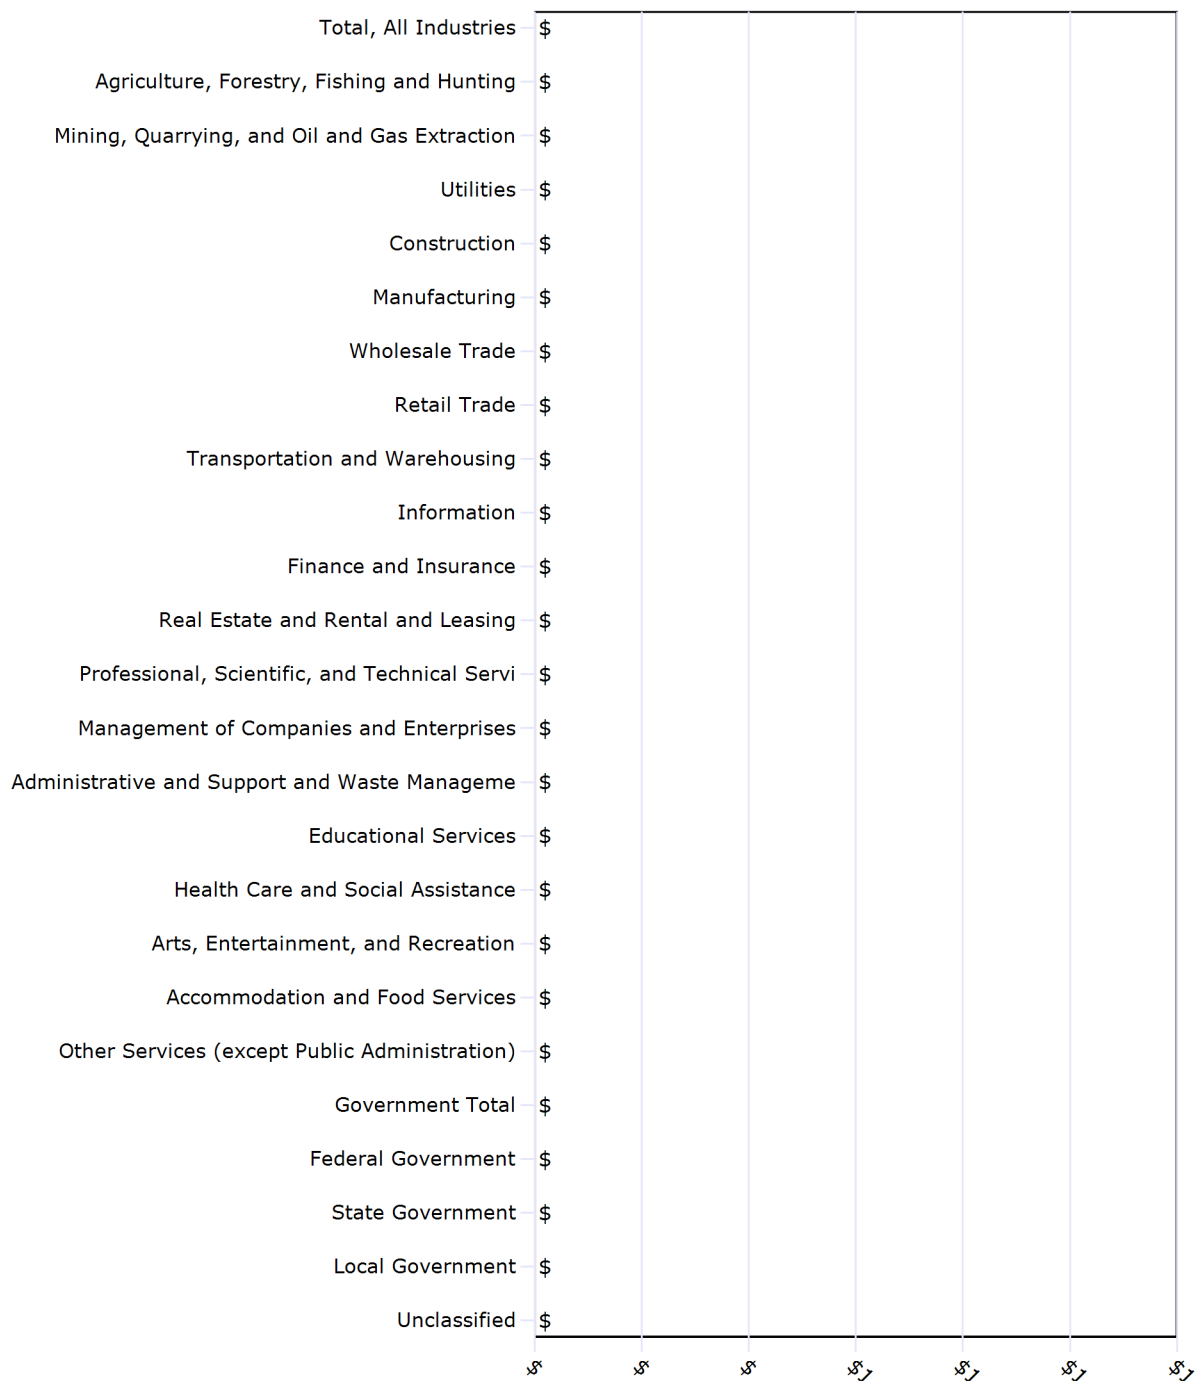 Total, All Industries $
Agriculture, Forestry, Fishing and Hunting $
Mining, Quarrying, and Oil and Gas Extraction $
Utilities $
Construction $
Manufacturing $
Wholesale Trade $
Retail Trade $
Transportation and Warehousing $
Information $
Finance and Insurance $
Real Estate and Rental and Leasing $
Professional, Scientific, and Technical Servi $
Management of Companies and Enterprises $
Administrative and Support and Waste Manageme $
Educational Services $
Health Care and Social Assistance $
Arts, Entertainment, and Recreation $
Accommodation and Food Services $
Other Services (except Public Administration) $
Government Total $
Federal Government $
State Government $
Local Government $
Unclassified $
$ $ $ $1 $1 $1 $1